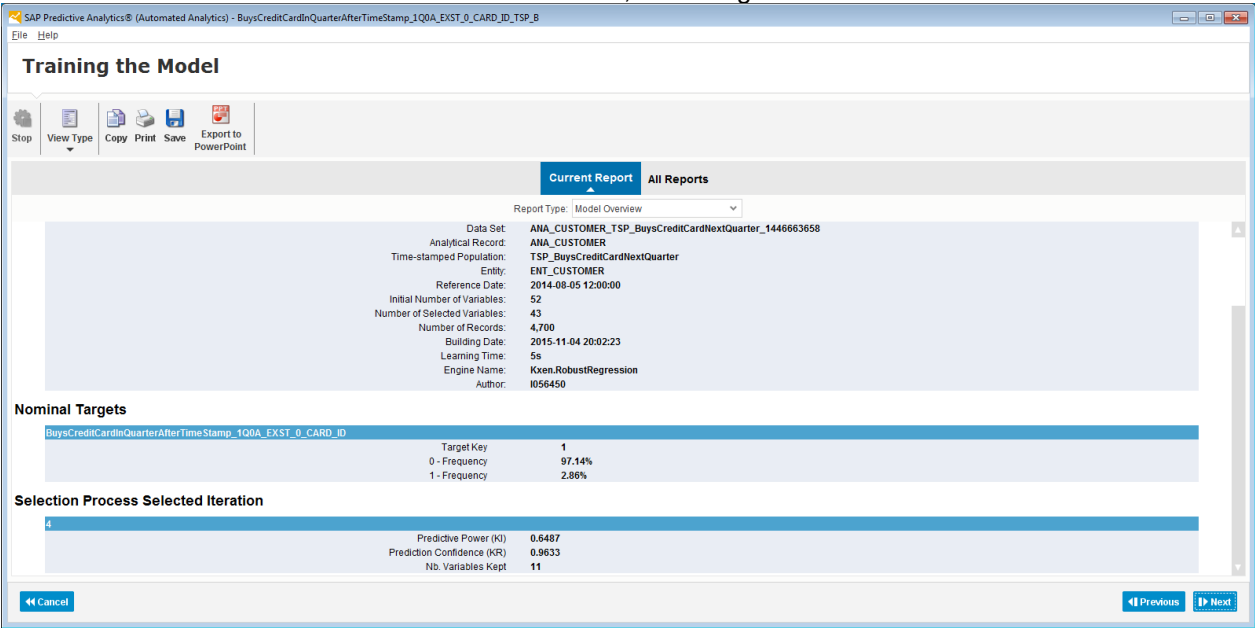 SAP Predictive Analytics® (Automated Analytics) - BuysCreditCardInQuarterAfterTimeStamp_1Q0A_EXST_0_CARD_ID_TSP_B
File Help
Training the Model
Stop View Type Copy Print Save Export to PowerPoint
Current Report All Reports
Report Type: Model Overview
Data Set: ANA_CUSTOMER_TSP_BuysCreditCardNextQuarter_1446663658
Analytical Record: ANA_CUSTOMER
Time-stamped Population: TSP_BuysCreditCardNextQuarter
Entity: ENT_CUSTOMER
Reference Date: 2014-08-05 12:00:00
Initial Number of Variables: 52
Number of Selected Variables: 43
Number of Records: 4,700
Building Date: 2015-11-04 20:02:23
Learning Time: 5s
Engine Name: Kxen.RobustRegression
Author: I056450
Nominal Targets
BuysCreditCardInQuarterAfterTimeStamp_1Q0A_EXST_0_CARD_ID
Target Key 1
0 - Frequency 97.14%
1 - Frequency 2.86%
Selection Process Selected Iteration
4
Predictive Power (KI) 0.6487
Prediction Confidence (KR) 0.9633
Nb. Variables Kept 11
Cancel Previous Next